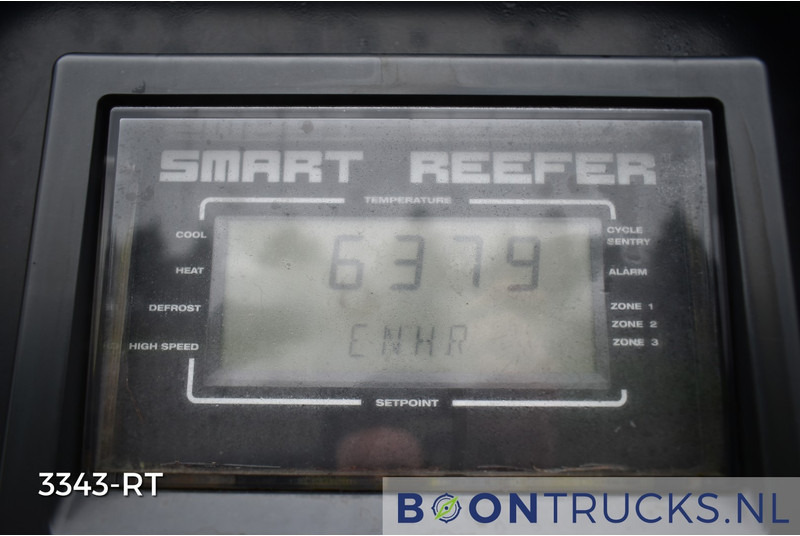 SMART REEFER
TEMPERATURE
COOL
HEAT
DEFROST
HIGH SPEED
6379
ENHR
CYCLE
SENTRY
ALARM
ZONE 1
ZONE 2
ZONE 3
SETPOINT
3343-RT
BOONTRUCKS.NL